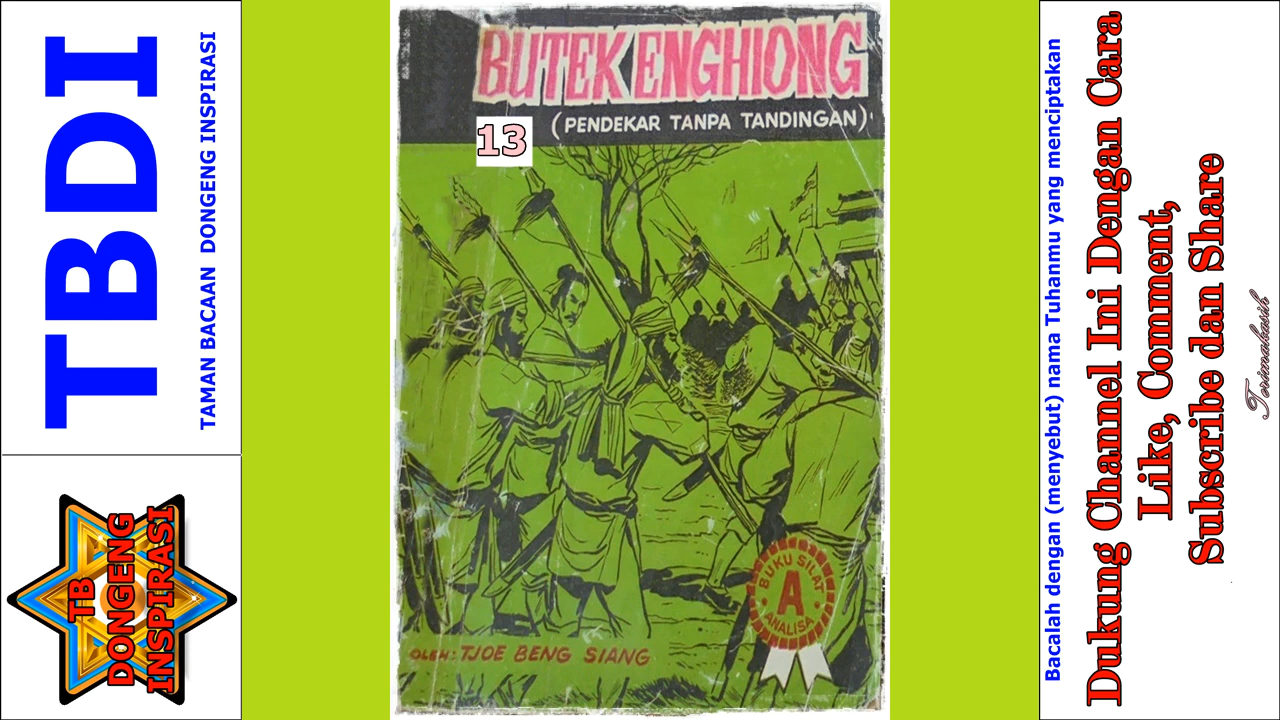 TBDI
TAMAN BACAAN DONGENG INSPIRASI
TB
DONGENG
INSPIRASI
BUTEK ENGHIONG
(PENDEKAR TANPA TANDINGAN)
13
BUKU SILAT
A
ANALISA
OLEH: TJOE BENG SIANG
Bacalah dengan (menyebut) nama Tuhanmu yang menciptakan
Dukung Channel Ini Dengan Cara
Like, Comment,
Subscribe dan Share
Terimakasih